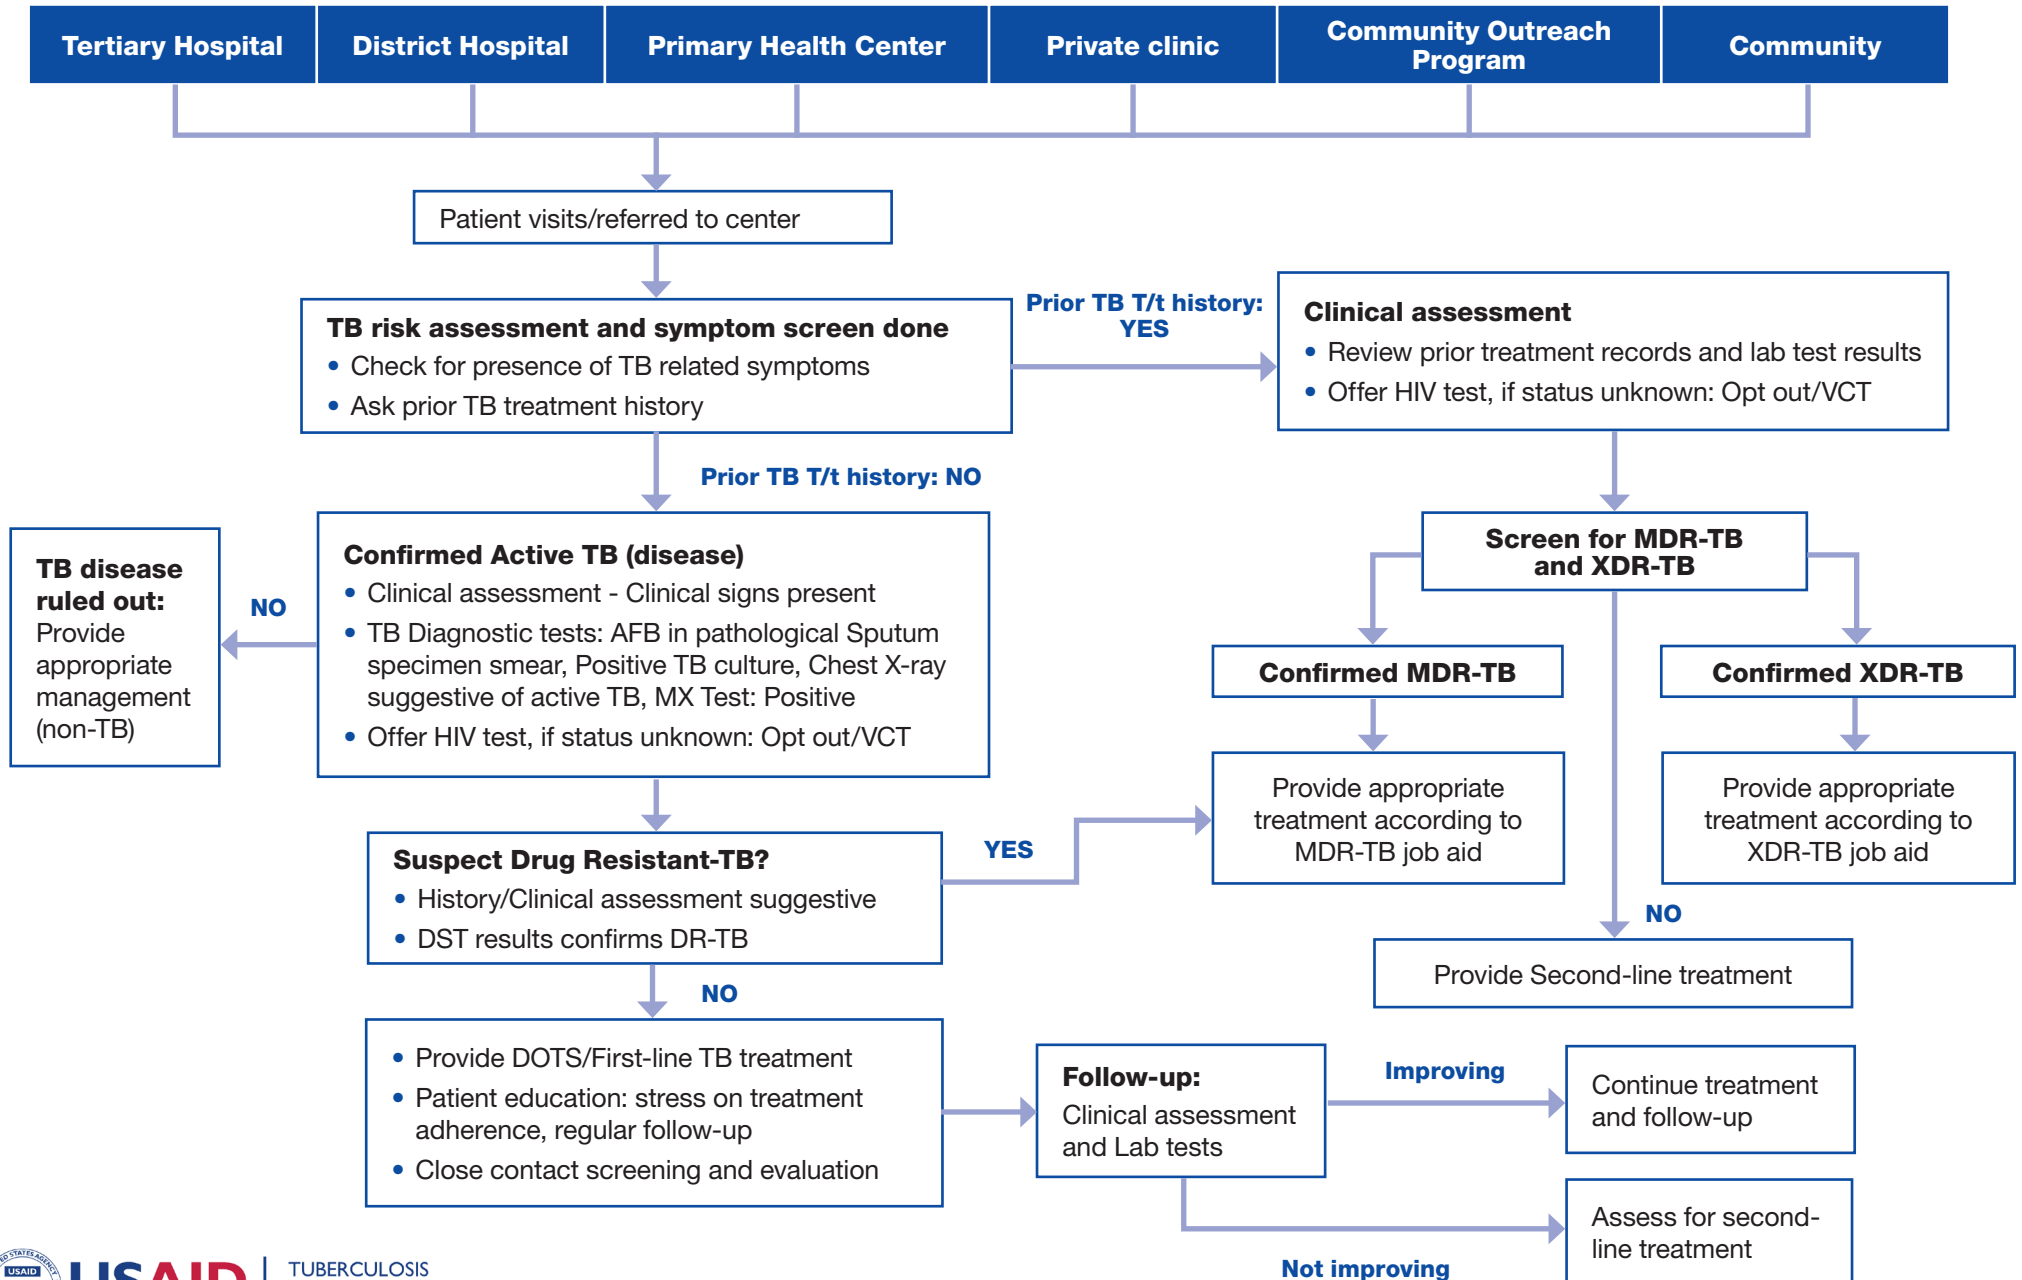 Tertiary Hospital
District Hospital
Primary Health Center
Private clinic
Community Outreach
Program
Community
Patient visits/referred to center
TB risk assessment and symptom screen done
• Check for presence of TB related symptoms
• Ask prior TB treatment history
Prior TB T/t history:
YES
Clinical assessment
• Review prior treatment records and lab test results
• Offer HIV test, if status unknown: Opt out/VCT
Prior TB T/t history: NO
TB disease
ruled out:
Provide
appropriate
management
(non-TB)
NO
Confirmed Active TB (disease)
• Clinical assessment - Clinical signs present
• TB Diagnostic tests: AFB in pathological Sputum
specimen smear, Positive TB culture, Chest X-ray
suggestive of active TB, MX Test: Positive
• Offer HIV test, if status unknown: Opt out/VCT
Screen for MDR-TB
and XDR-TB
Confirmed MDR-TB
Confirmed XDR-TB
Provide appropriate
treatment according to
MDR-TB job aid
Provide appropriate
treatment according to
XDR-TB job aid
Suspect Drug Resistant-TB?
• History/Clinical assessment suggestive
• DST results confirms DR-TB
YES
NO
Provide Second-line treatment
NO
• Provide DOTS/First-line TB treatment
• Patient education: stress on treatment
adherence, regular follow-up
• Close contact screening and evaluation
Follow-up:
Clinical assessment
and Lab tests
Improving
Continue treatment
and follow-up
Not improving
Assess for second-
line treatment
USAID
USAID
TUBERCULOSIS